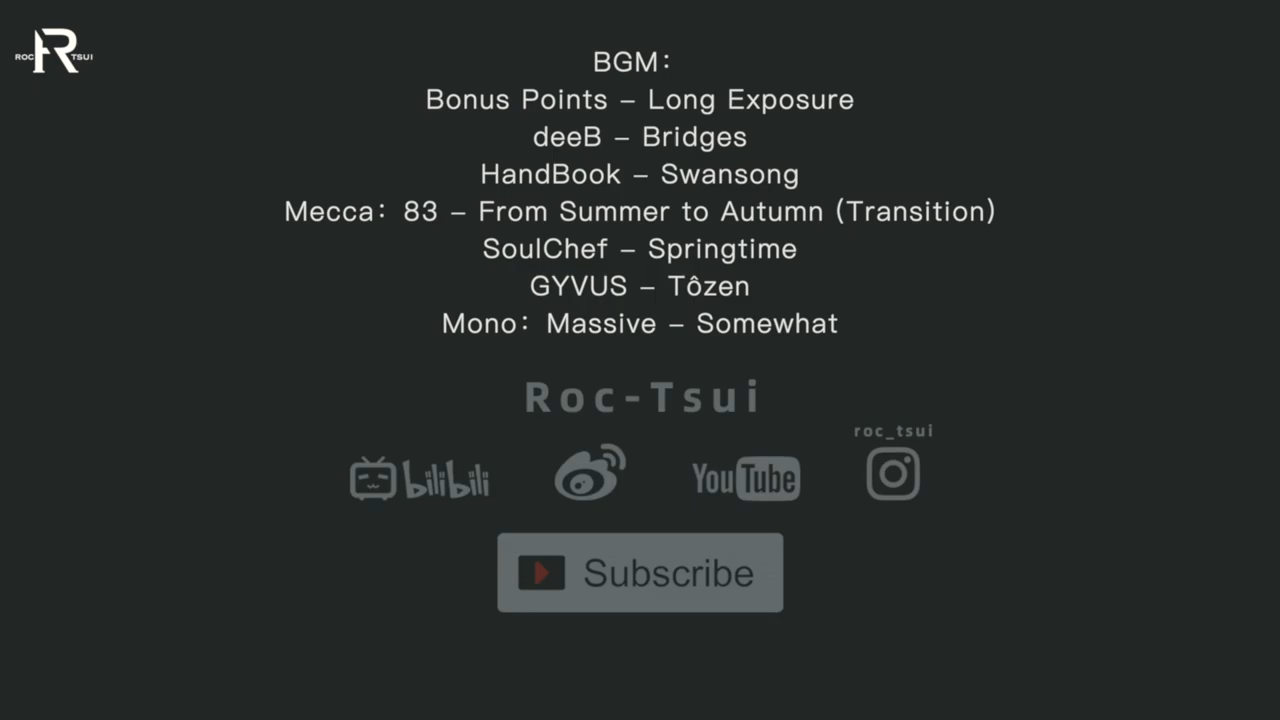 ROC R TSUI
BGM：
Bonus Points – Long Exposure
deeB – Bridges
HandBook – Swansong
Mecca：83 – From Summer to Autumn (Transition)
SoulChef – Springtime
GYVUS – Tôzen
Mono：Massive – Somewhat
Roc-Tsui
roc_tsui
bilibili
YouTube
Subscribe